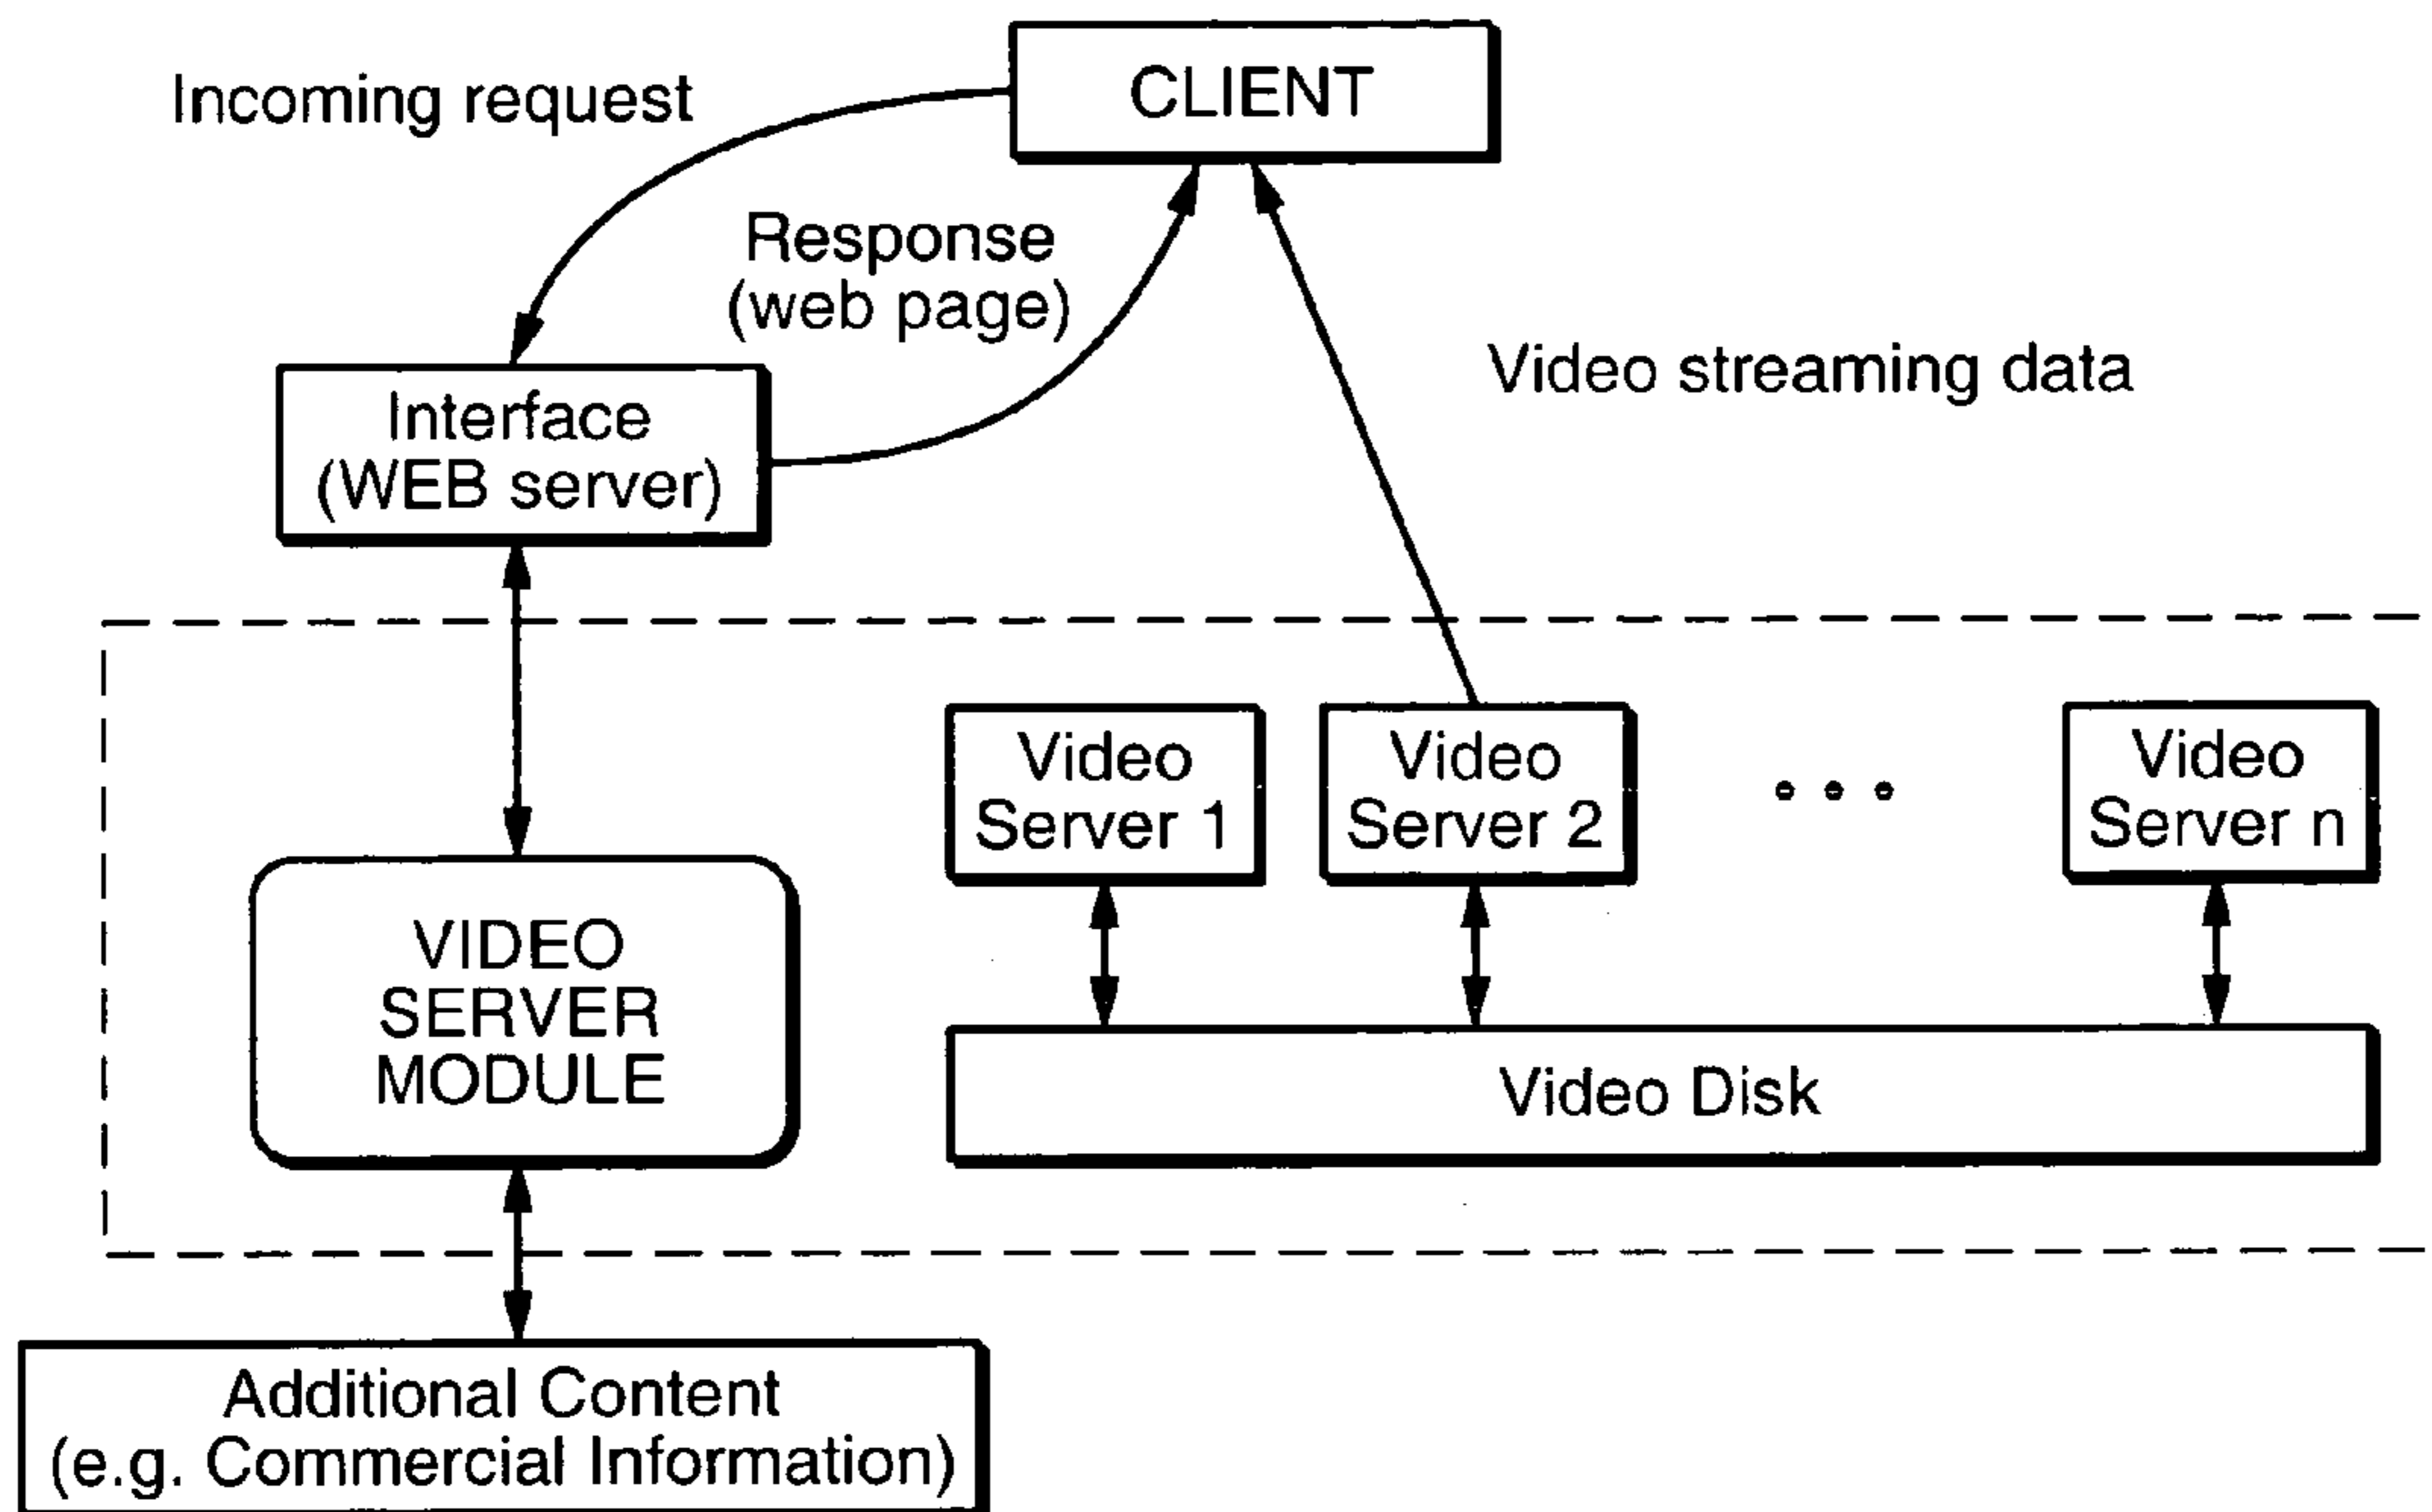 CLIENT
Incoming request
Response
(web page)
Video streaming data
Interface
(WEB server)
Video
Server 1
Video
Server 2
Video
Server n
VIDEO
SERVER
MODULE
Video Disk
Additional Content
(e.g. Commercial Information)